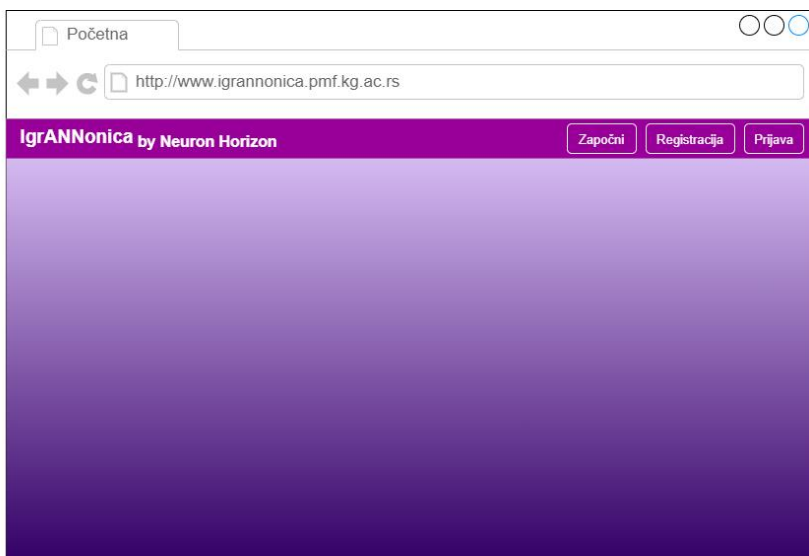 Početna
http://www.igrannonica.pmf.kg.ac.rs
IgrANNonica by Neuron Horizon
Započni
Registracija
Prijava